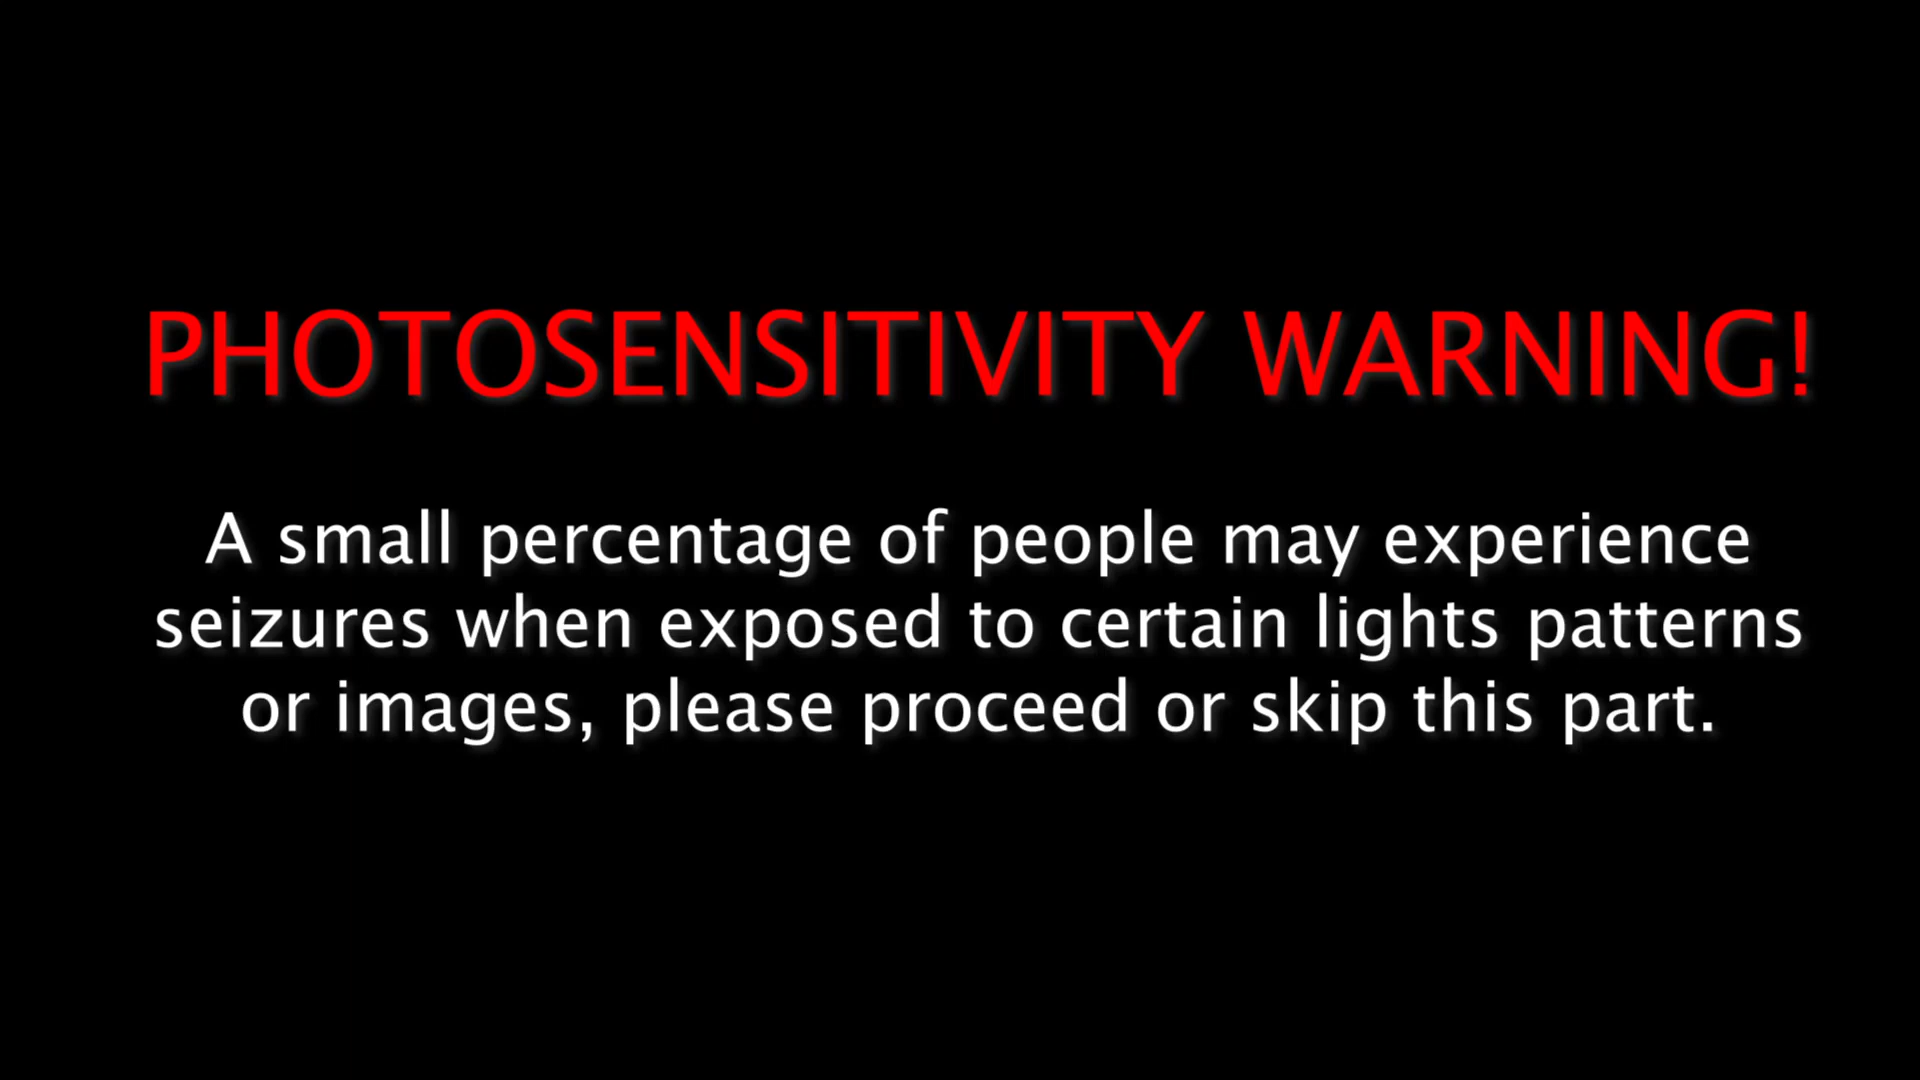 PHOTOSENSITIVITY WARNING!
A small percentage of people may experience
seizures when exposed to certain lights patterns
or images, please proceed or skip this part.